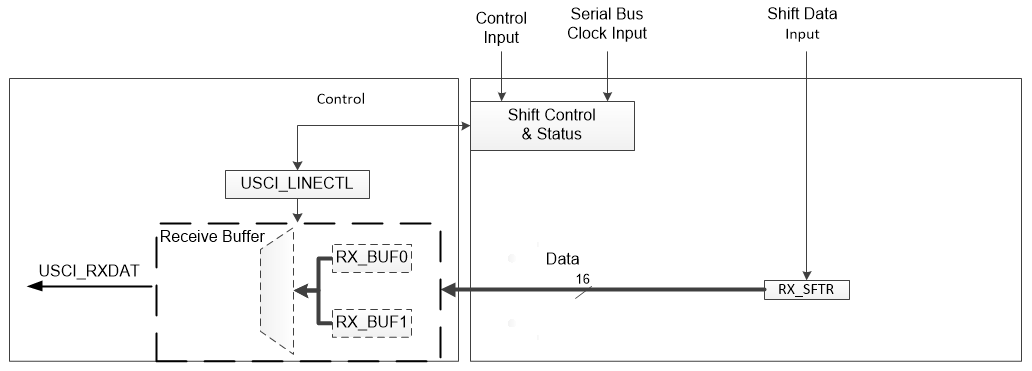 Control
Input
Serial Bus
Clock Input
Shift Data
Input
Control
Shift Control
& Status
USCI_LINECTL
Receive Buffer
RX_BUF0
USCI_RXDAT
Data
16
RX_SFTR
RX_BUF1